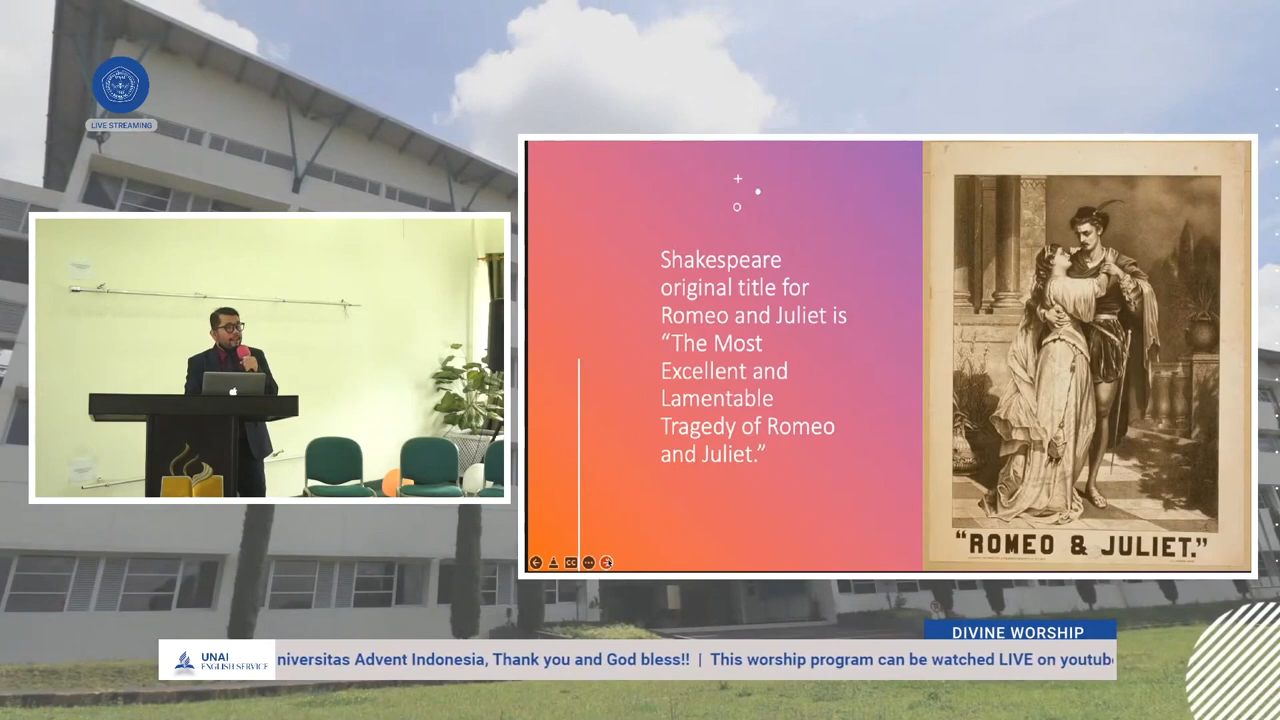 LIVE STREAMING
Shakespeare
original title for
Romeo and Juliet is
“The Most
Excellent and
Lamentable
Tragedy of Romeo
and Juliet.”
“ROMEO & JULIET.”
CC
DIVINE WORSHIP
UNAI
ENGLISH SERVICE
niversitas Advent Indonesia, Thank you and God bless!! | This worship program can be watched LIVE on youtub